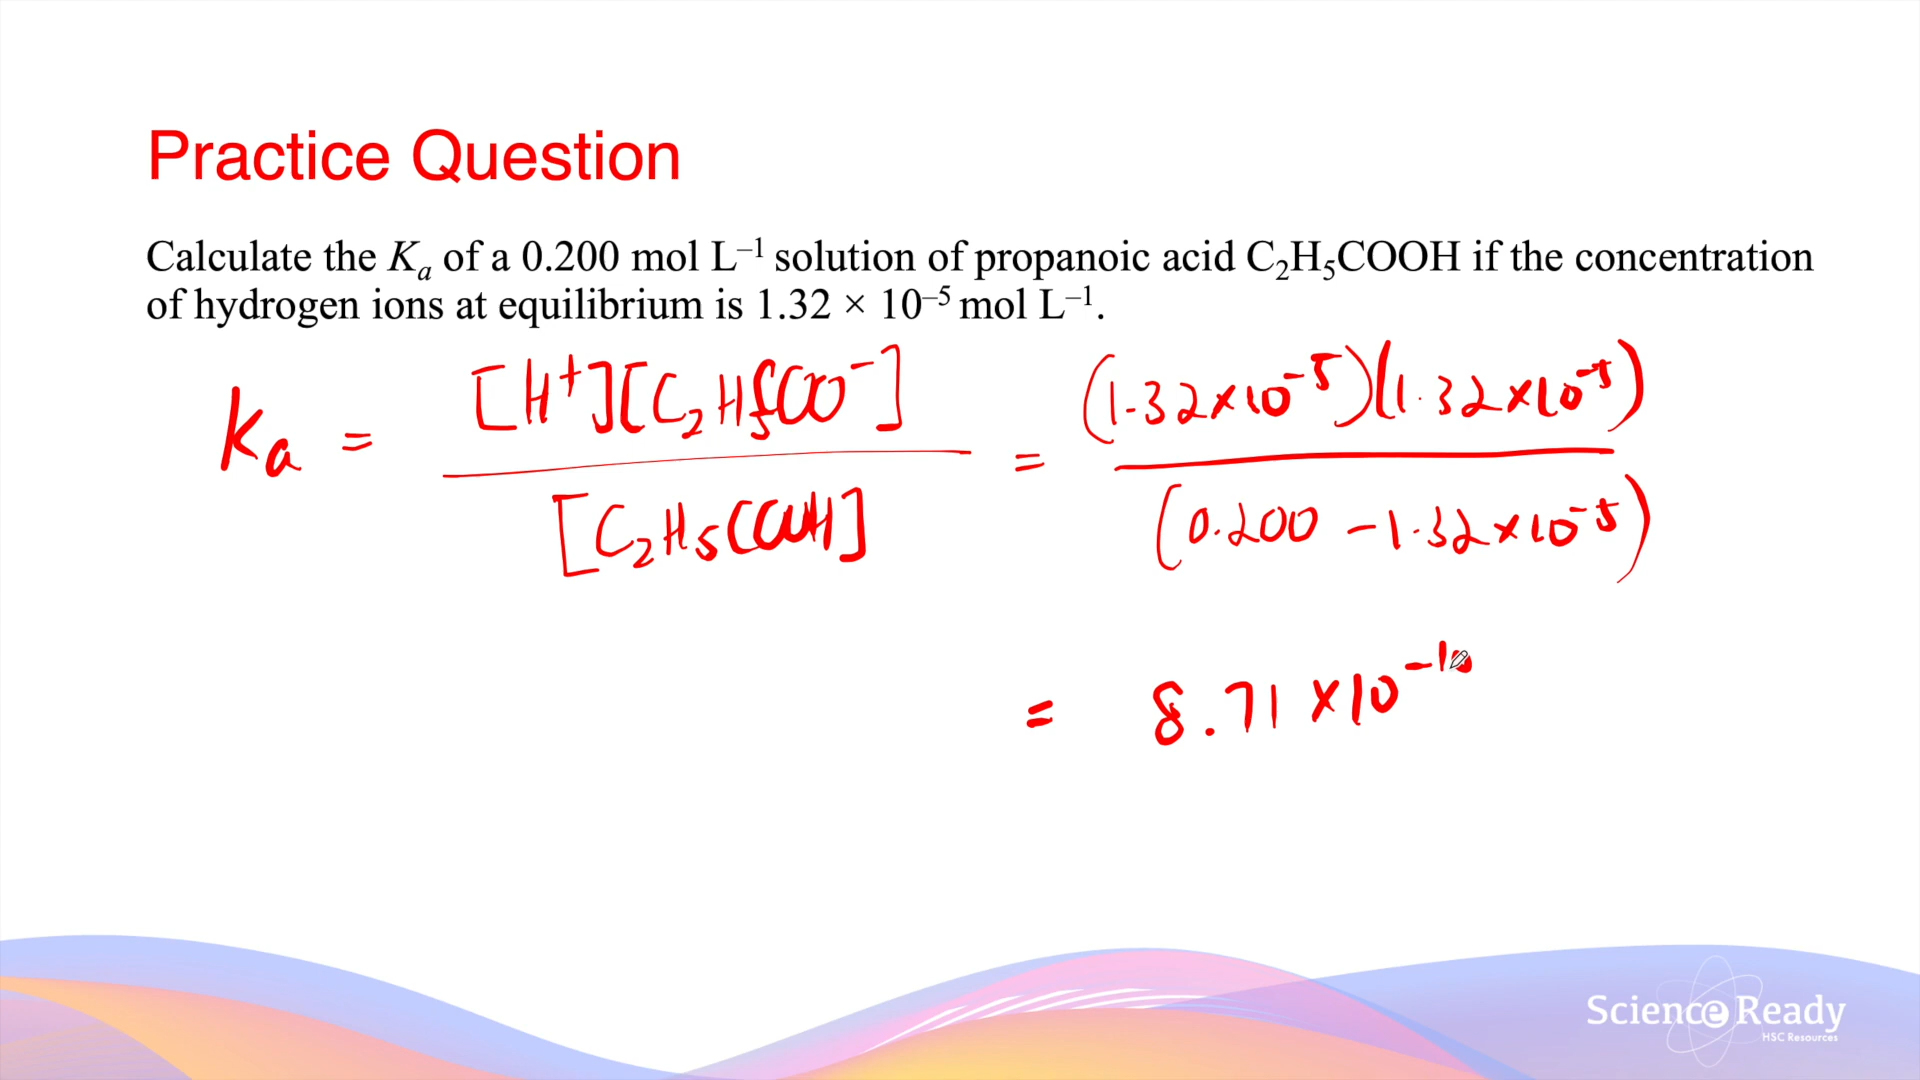 Practice Question
Calculate the Kₐ of a 0.200 mol L⁻¹ solution of propanoic acid C₂H₅COOH if the concentration
of hydrogen ions at equilibrium is 1.32 × 10⁻⁵ mol L⁻¹.
Kₐ = [H⁺][C₂H₅COO⁻] / [C₂H₅COOH] = (1.32×10⁻⁵)(1.32×10⁻⁵) / (0.200 − 1.32×10⁻⁵)
= 8.71 ×10⁻¹⁰
Science Ready
HSC Resources